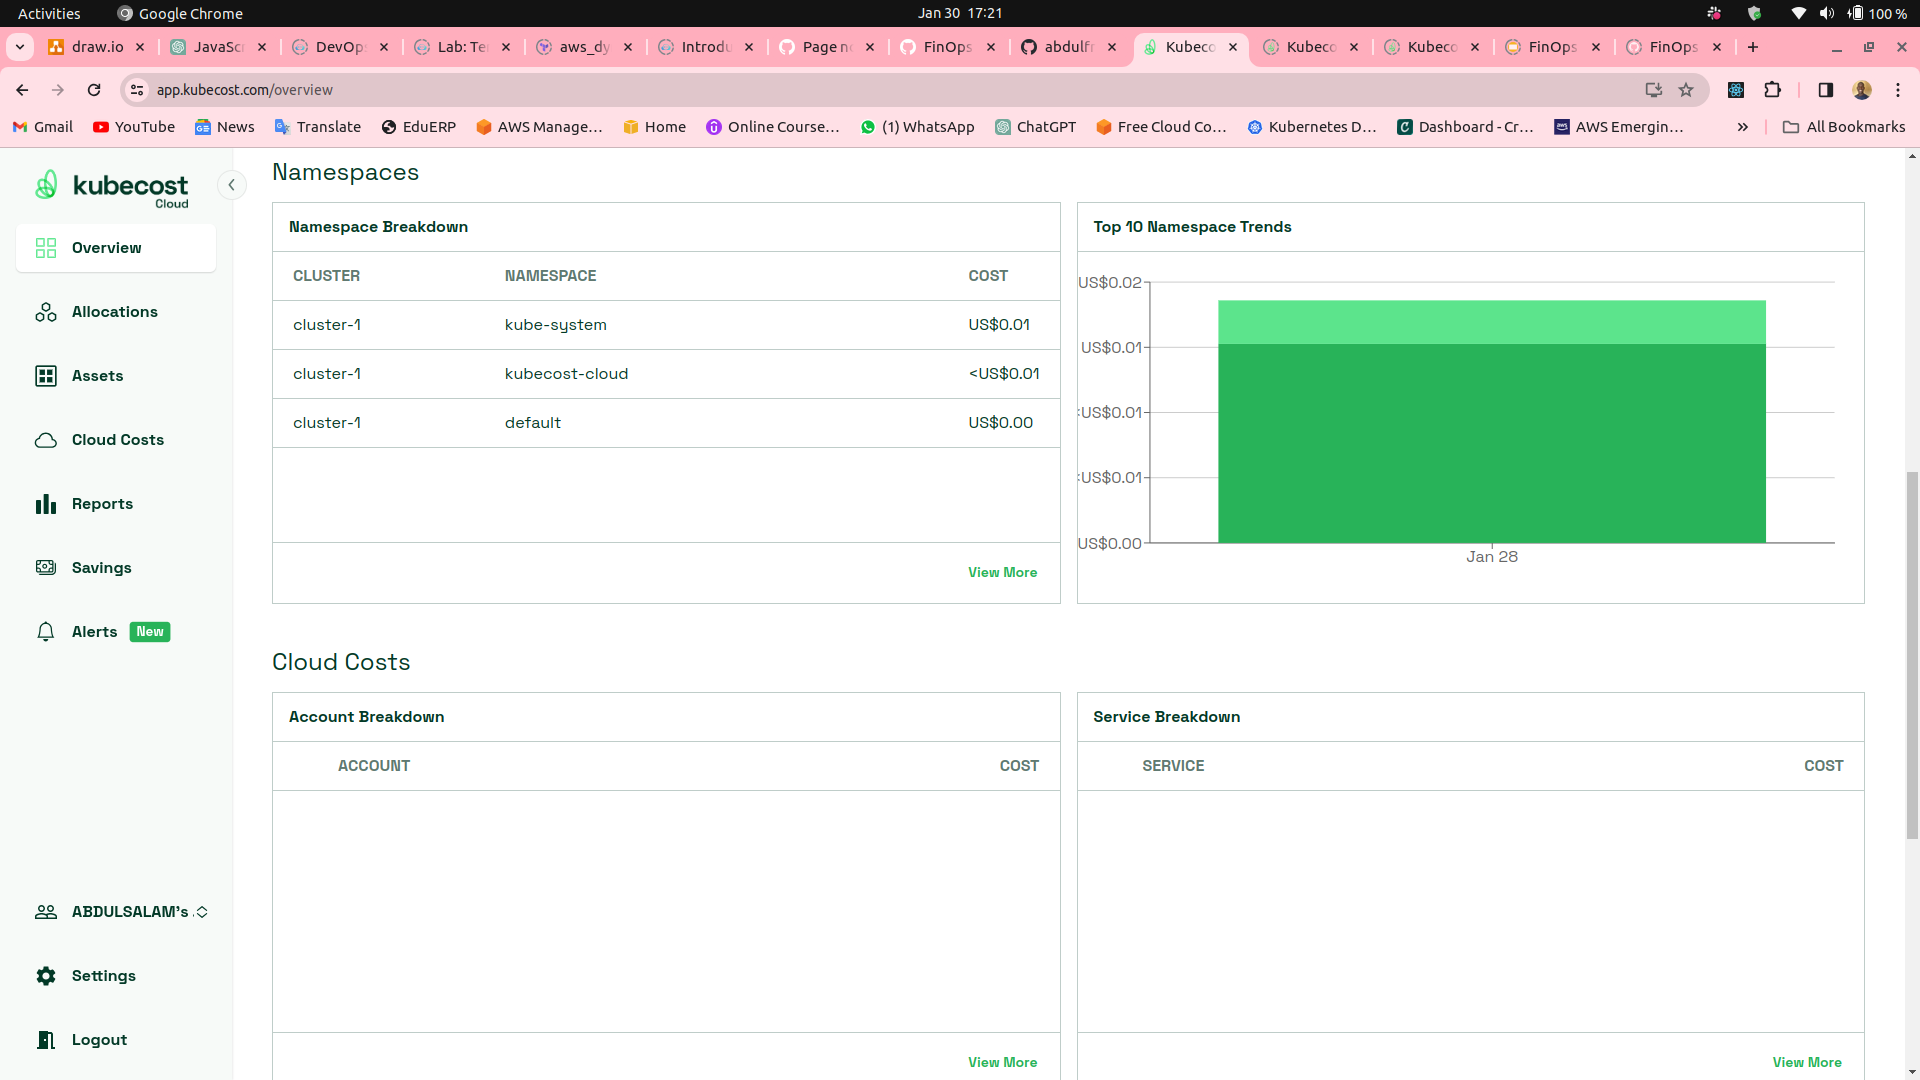 Activities Google Chrome Jan 30 17:21 100 %
draw.io JavaSc DevOps Lab: Te aws_dy Introdu Page n FinOps abdulfr Kubeco Kubeco Kubeco FinOps FinOps
app.kubecost.com/overview
Gmail YouTube News Translate EduERP AWS Manage... Home Online Course... (1) WhatsApp ChatGPT Free Cloud Co... Kubernetes D... Dashboard - Cr... AWS Emergin... » All Bookmarks
kubecost
Cloud
Overview
Allocations
Assets
Cloud Costs
Reports
Savings
Alerts New
ABDULSALAM's
Settings
Logout
Namespaces
Namespace Breakdown
CLUSTER NAMESPACE COST
cluster-1 kube-system US$0.01
cluster-1 kubecost-cloud <US$0.01
cluster-1 default US$0.00
View More
Top 10 Namespace Trends
US$0.02
US$0.01
<US$0.01
<US$0.01
US$0.00
Jan 28
Cloud Costs
Account Breakdown
ACCOUNT COST
View More
Service Breakdown
SERVICE COST
View More